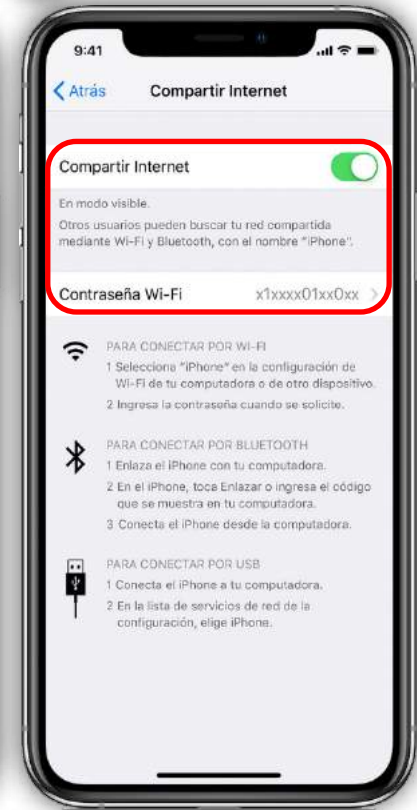 9:41
Atrás Compartir Internet
Compartir Internet
En modo visible.
Otros usuarios pueden buscar tu red compartida
mediante Wi-Fi y Bluetooth, con el nombre "iPhone".
Contraseña Wi-Fi x1xxxx01xx0xx
PARA CONECTAR POR WI-FI
1 Selecciona "iPhone" en la configuración de
Wi-Fi de tu computadora o de otro dispositivo.
2 Ingresa la contraseña cuando se solicite.
PARA CONECTAR POR BLUETOOTH
1 Enlaza el iPhone con tu computadora.
2 En el iPhone, toca Enlazar o ingresa el código
que se muestra en tu computadora.
3 Conecta el iPhone desde la computadora.
PARA CONECTAR POR USB
1 Conecta el iPhone a tu computadora.
2 En la lista de servicios de red de la
configuración, elige iPhone.